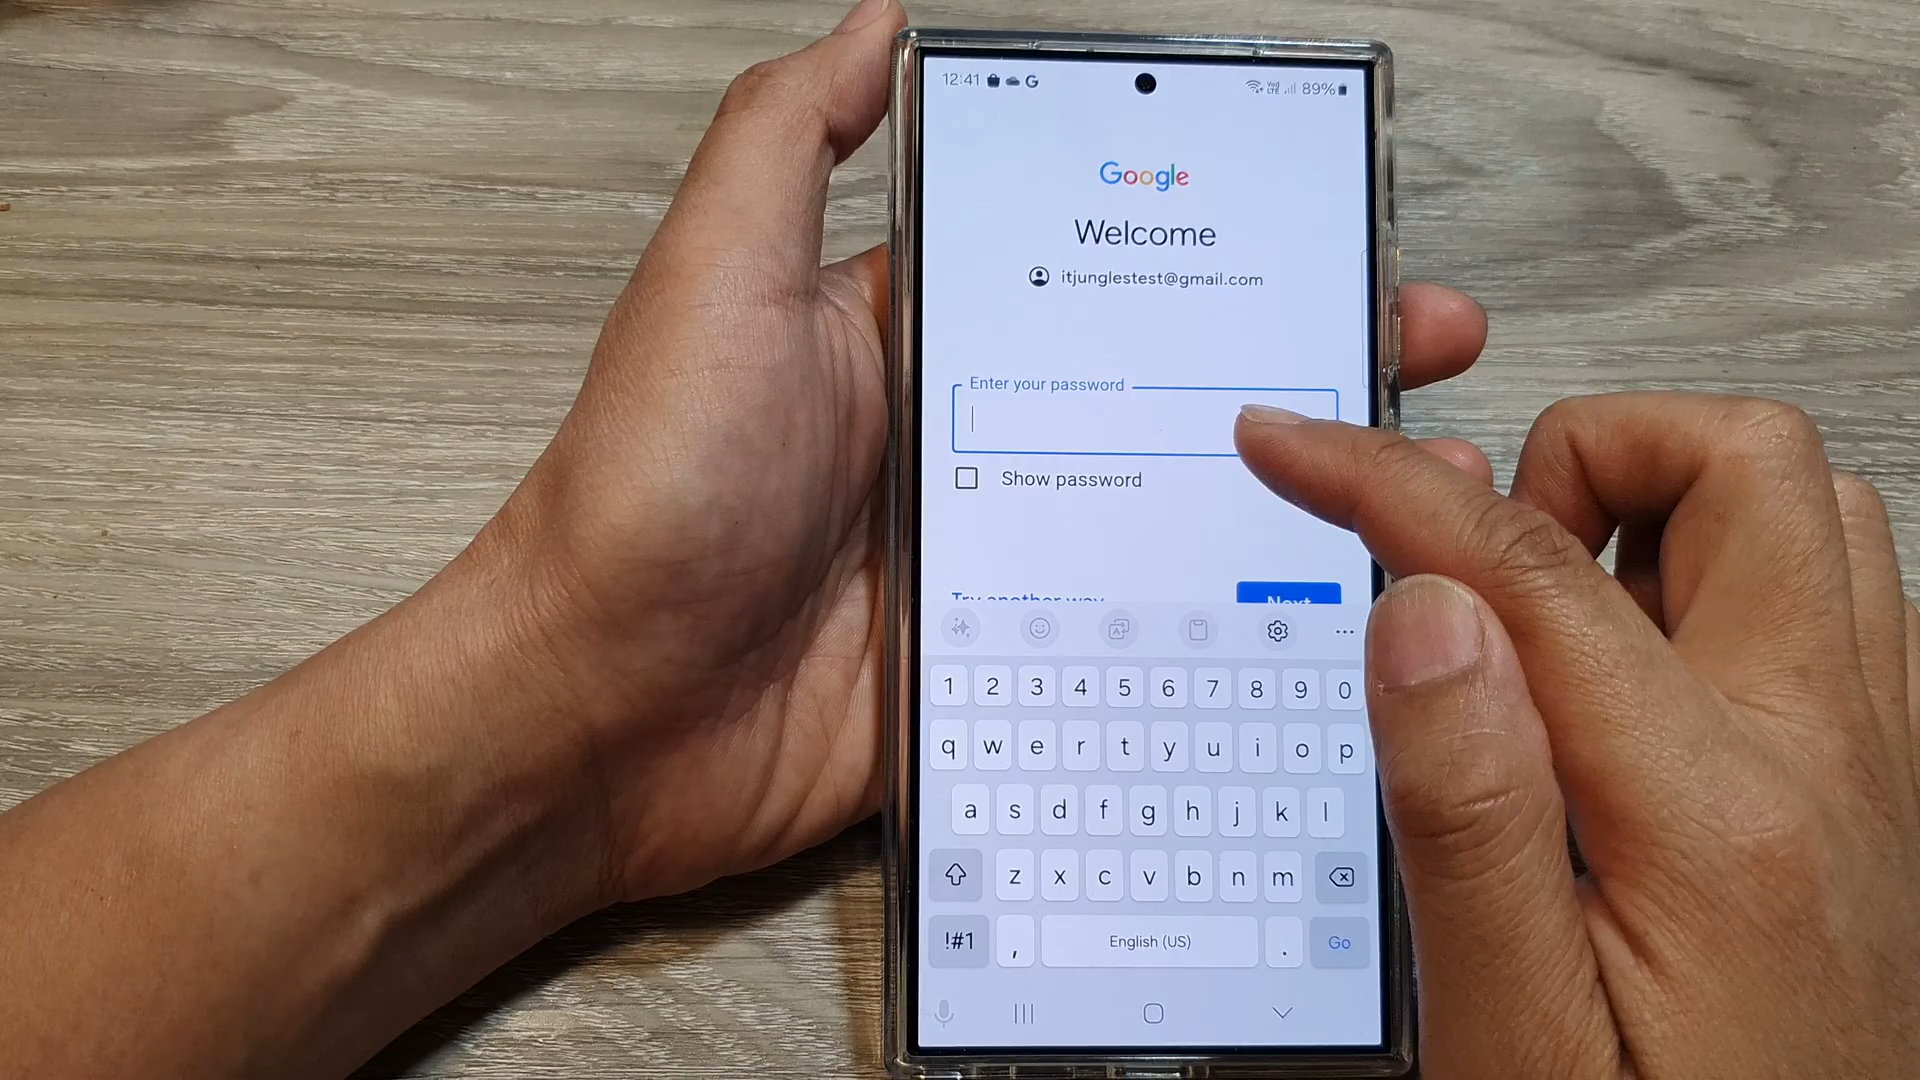 12:41 G 89%
Google
Welcome
itjunglestest@gmail.com
Enter your password
Show password
Try another way Next
1 2 3 4 5 6 7 8 9 0
q w e r t y u i o p
a s d f g h j k l
z x c v b n m
!#1 , English (US) . Go